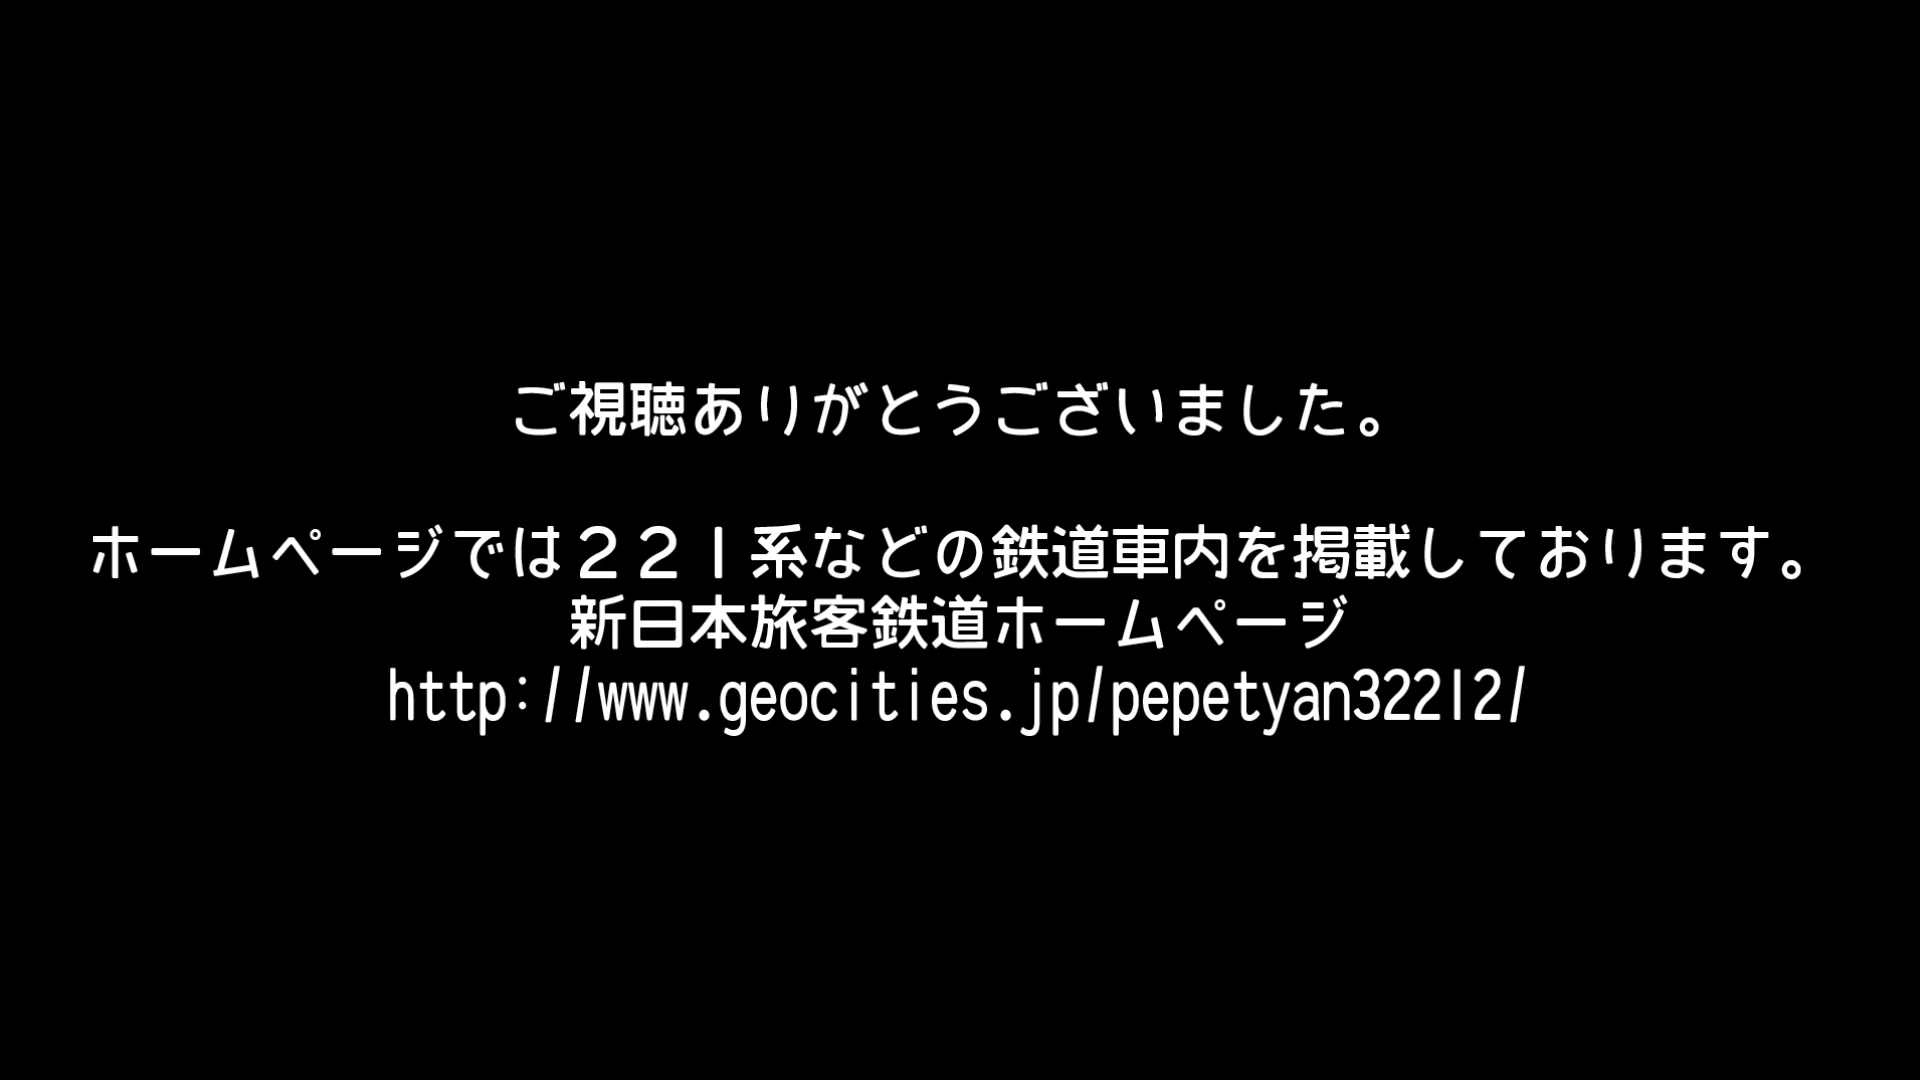 ご視聴ありがとうございました。
ホームページでは２２１系などの鉄道車内を掲載しております。
新日本旅客鉄道ホームページ
http://www.geocities.jp/pepetyan32212/